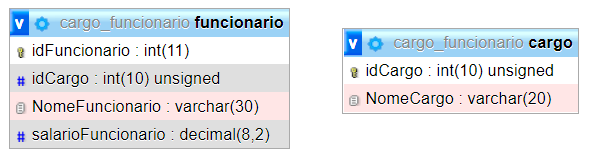 v cargo_funcionario funcionario
idFuncionario : int(11)
# idCargo : int(10) unsigned
NomeFuncionario : varchar(30)
# salarioFuncionario : decimal(8,2)
v cargo_funcionario cargo
idCargo : int(10) unsigned
NomeCargo : varchar(20)